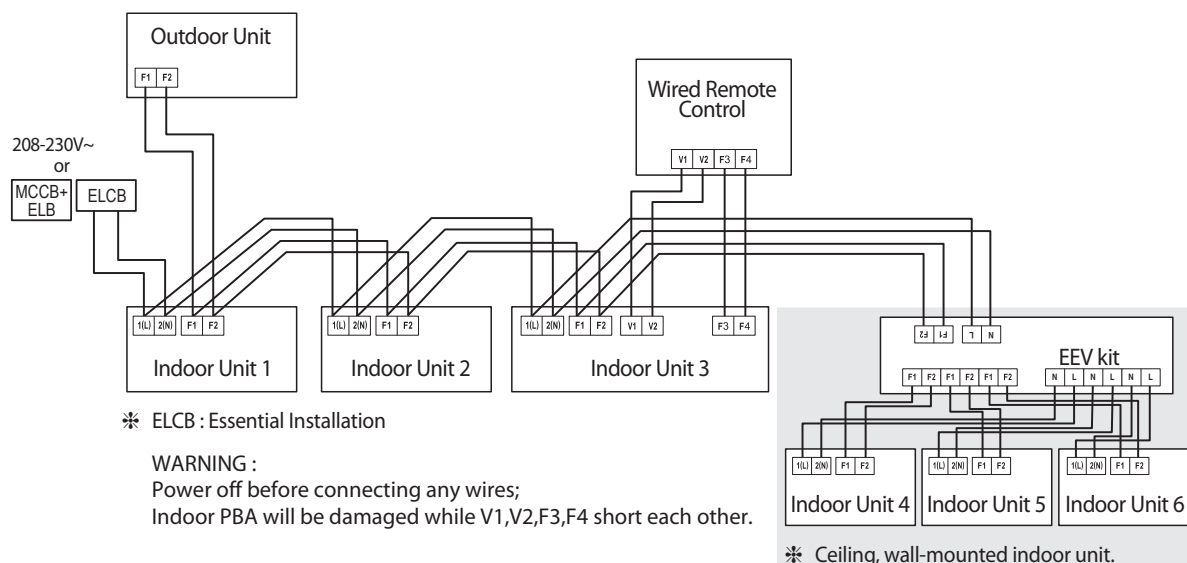 Outdoor Unit
F1 F2
Wired Remote
Control
V1 V2 F3 F4
208-230V~
or
MCCB+
ELB
ELCB
1(L) 2(N) F1 F2
Indoor Unit 1
1(L) 2(N) F1 F2
Indoor Unit 2
1(L) 2(N) F1 F2 V1 V2 F3 F4
Indoor Unit 3
F2 F1 L N
EEV kit
F1 F2 F1 F2 F1 F2 N L N L N L
1(L) 2(N) F1 F2
Indoor Unit 4
1(L) 2(N) F1 F2
Indoor Unit 5
1(L) 2(N) F1 F2
Indoor Unit 6
❈ Ceiling, wall-mounted indoor unit.
❈ ELCB : Essential Installation
WARNING :
Power off before connecting any wires;
Indoor PBA will be damaged while V1,V2,F3,F4 short each other.